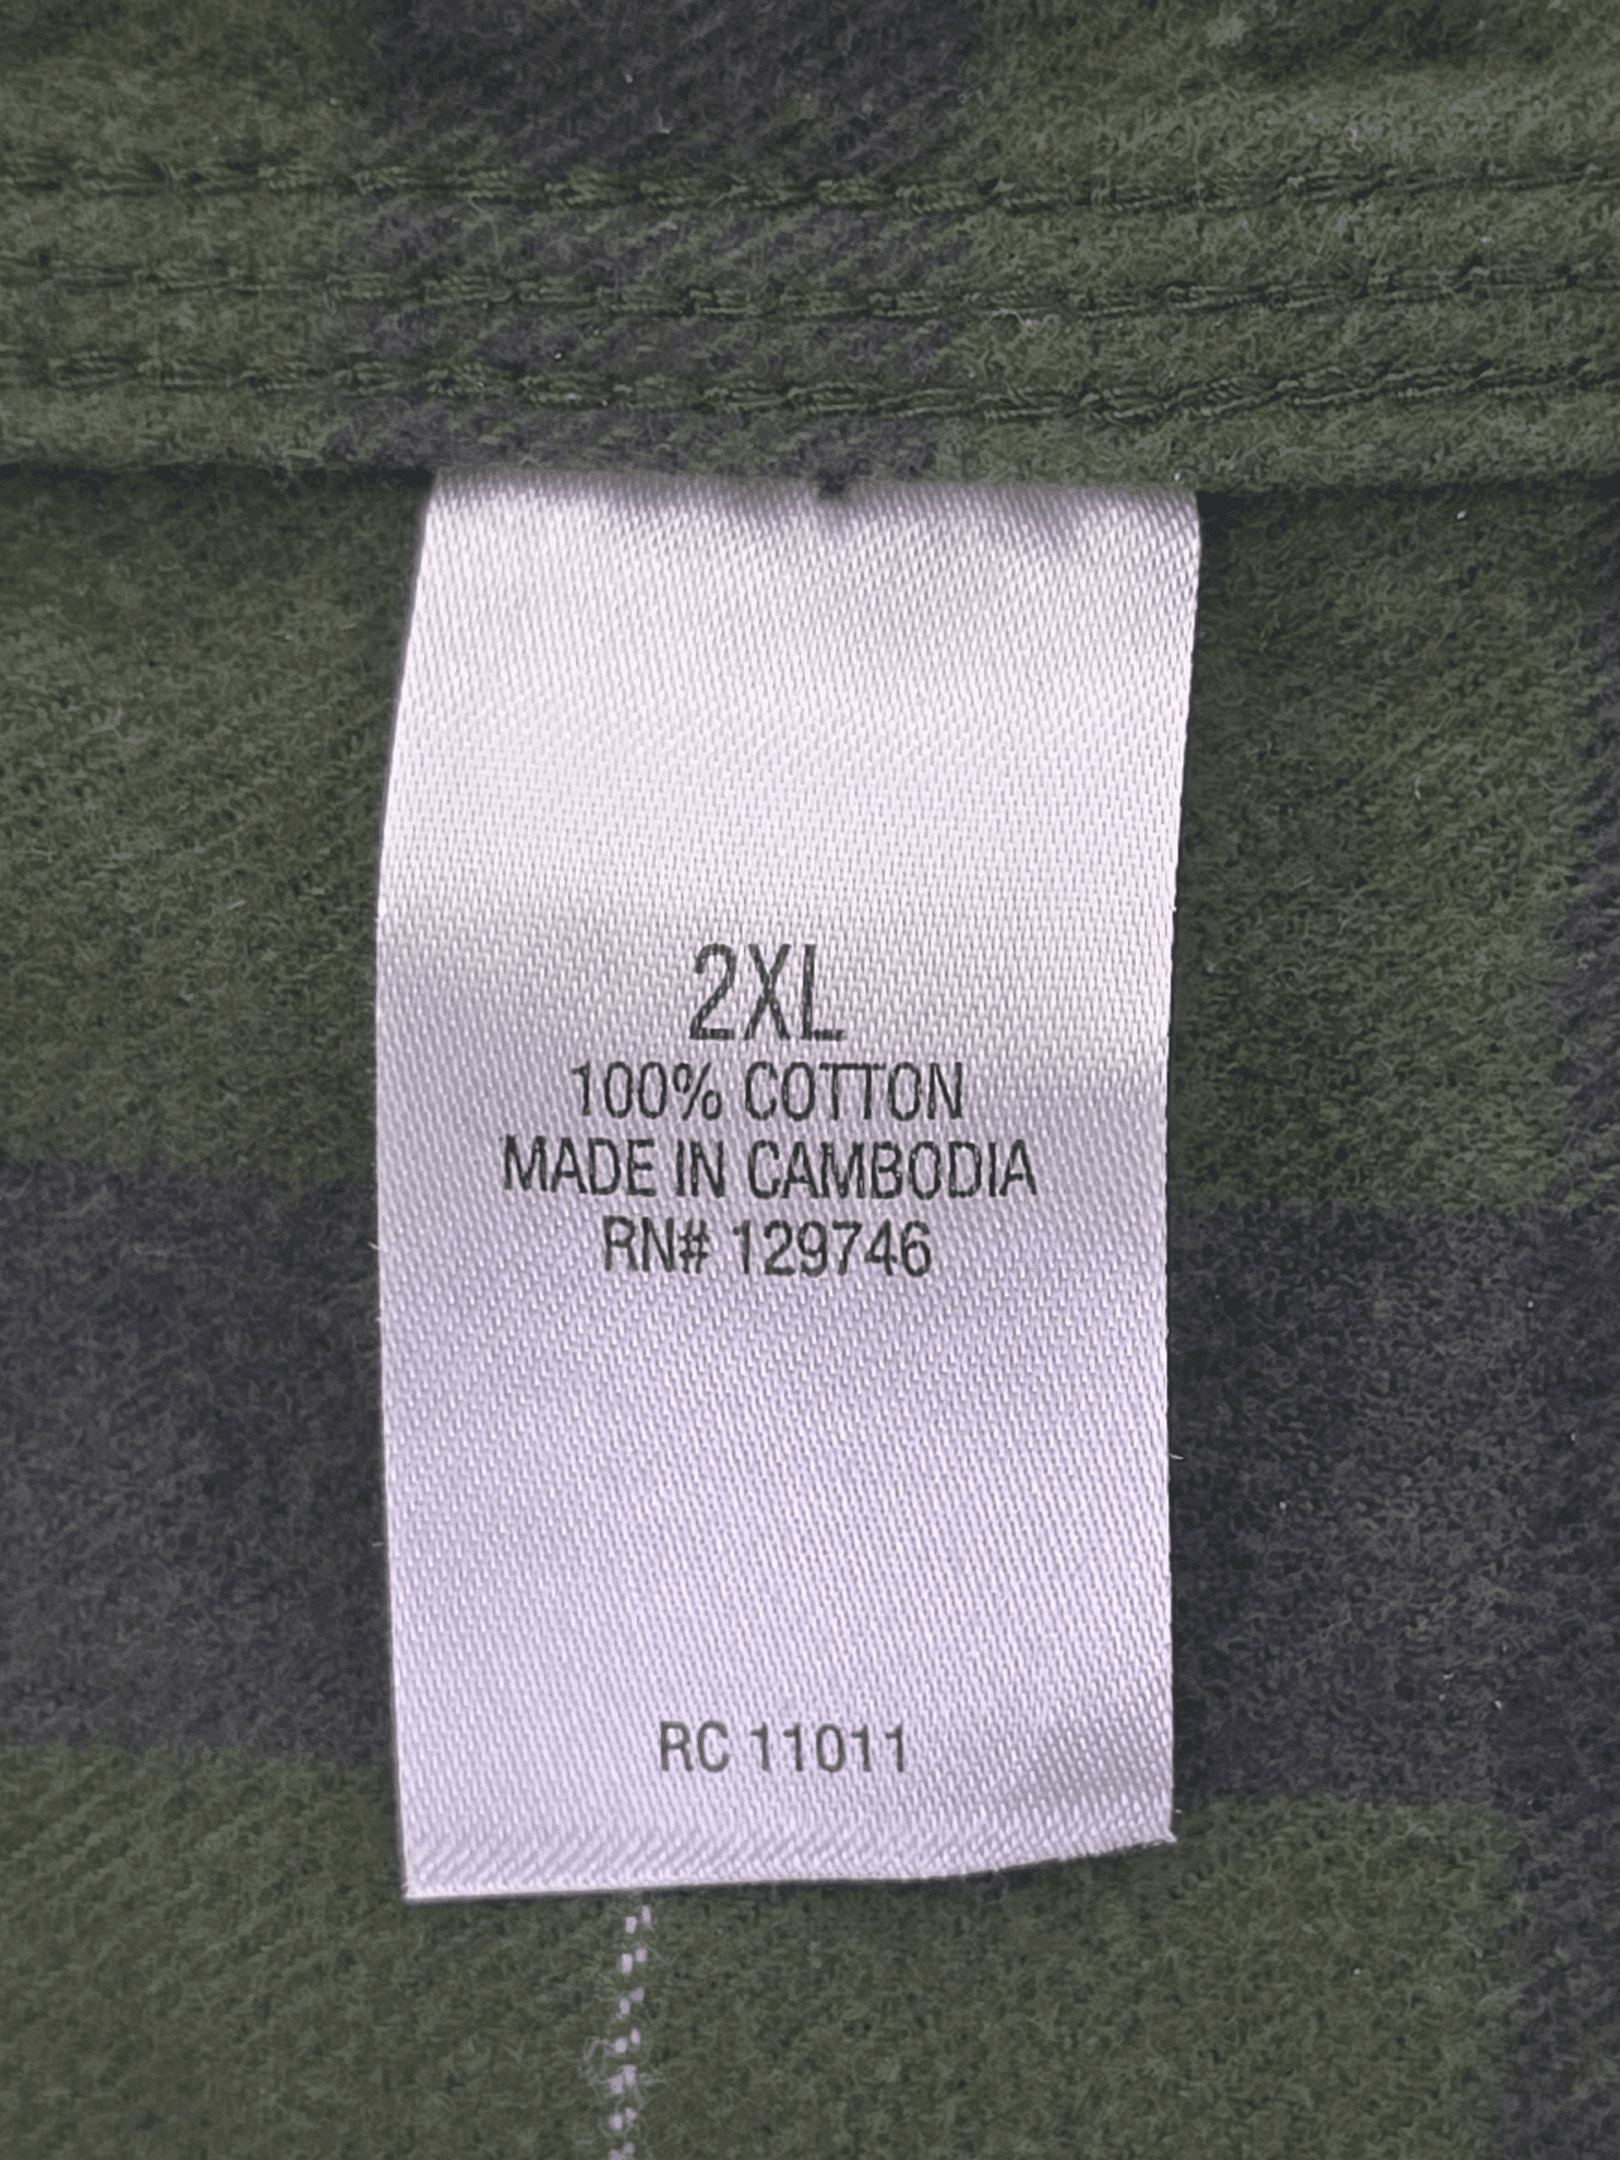 2XL
100% COTTON
MADE IN CAMBODIA
RN# 129746
RC 11011